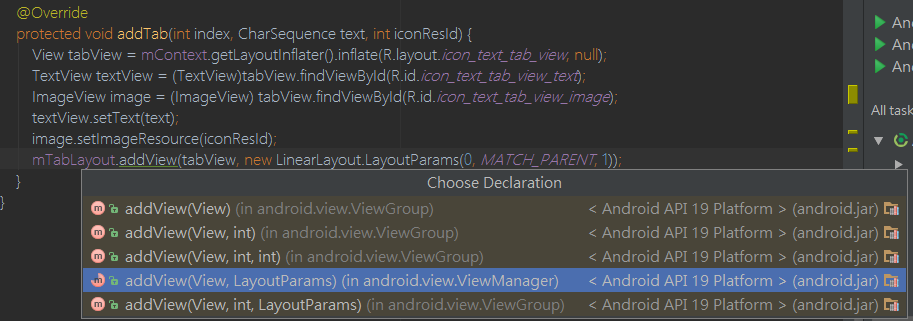 @Override
protected void addTab(int index, CharSequence text, int iconResId) {
View tabView = mContext.getLayoutInflater().inflate(R.layout.icon_text_tab_view, null);
TextView textView = (TextView)tabView.findViewById(R.id.icon_text_tab_view_text);
ImageView image = (ImageView) tabView.findViewById(R.id.icon_text_tab_view_image);
textView.setText(text);
image.setImageResource(iconResId);
mTabLayout.addView(tabView, new LinearLayout.LayoutParams(0, MATCH_PARENT, 1));
}
}
Choose Declaration
addView(View) (in android.view.ViewGroup) < Android API 19 Platform > (android.jar)
addView(View, int) (in android.view.ViewGroup) < Android API 19 Platform > (android.jar)
addView(View, int, int) (in android.view.ViewGroup) < Android API 19 Platform > (android.jar)
addView(View, LayoutParams) (in android.view.ViewManager) < Android API 19 Platform > (android.jar)
addView(View, int, LayoutParams) (in android.view.ViewGroup) < Android API 19 Platform > (android.jar)
And
And
And
All task